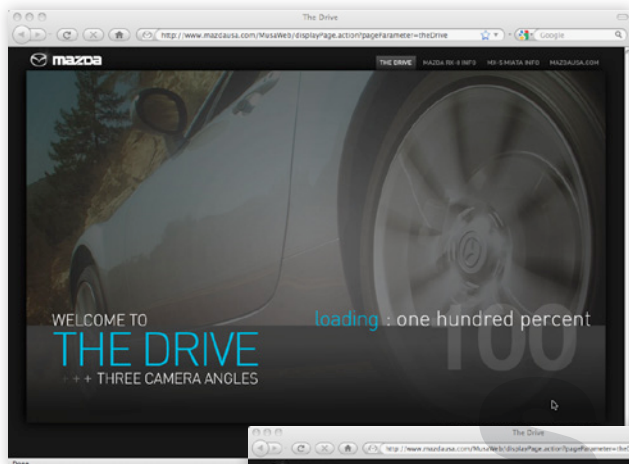 The Drive
http://www.mazdausa.com/MusaWeb/displayPage.action?pageParameter=theDrive
Google
mazda
THE DRIVE MAZDA RX-8 INFO MX-5 MIATA INFO MAZDAUSA.COM
WELCOME TO
THE DRIVE
+ + + THREE CAMERA ANGLES
loading : one hundred percent
100
Done
The Drive
http://www.mazdausa.com/MusaWeb/displayPage.action?pageParameter=theD